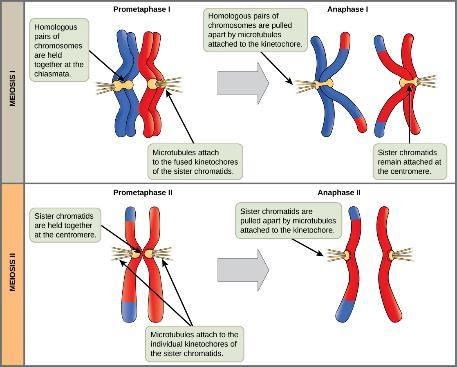 Prometaphase I
Anaphase I
Homologous
pairs of
chromosomes
are held
together at the
chiasmata.
Homologous pairs of
chromosomes are pulled
apart by microtubules
attached to the kinetochore.
MEIOSIS I
Microtubules attach
to the fused kinetochores
of the sister chromatids.
Sister chromatids
remain attached at
the centromere.
Prometaphase II
Anaphase II
Sister chromatids
are held together
at the centromere.
Sister chromatids are
pulled apart by microtubules
attached to the kinetochore.
MEIOSIS II
Microtubules attach to the
individual kinetochores of
the sister chromatids.